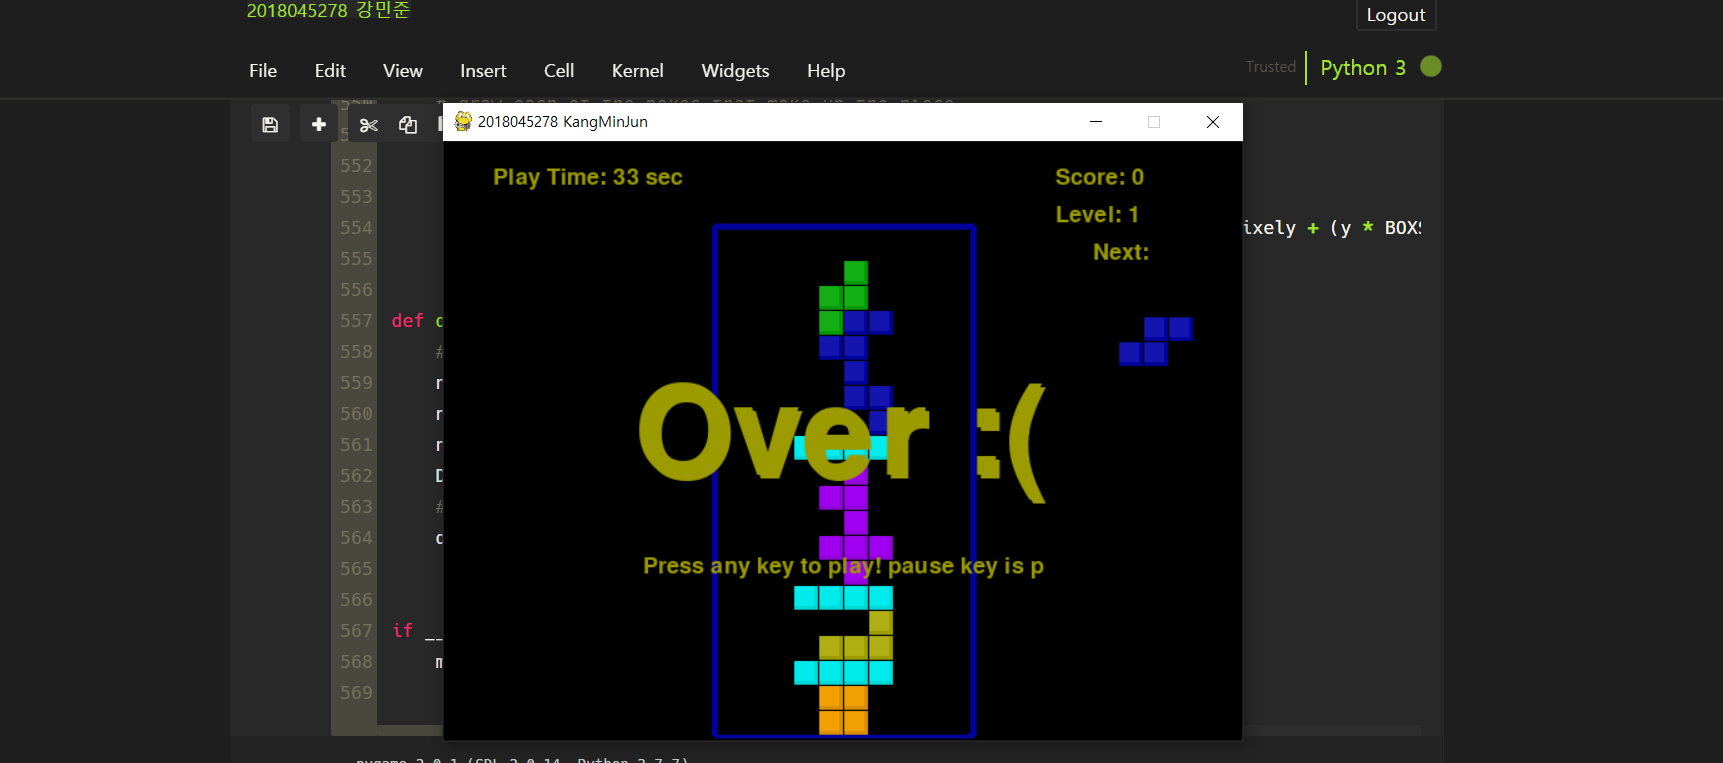 2018045278 강민준
Logout
File Edit View Insert Cell Kernel Widgets Help
Trusted Python 3
2018045278 KangMinJun
Play Time: 33 sec
Score: 0
Level: 1
Next:
Over :(
Press any key to play! pause key is p
552
553
554 ixely + (y * BOXS
555
556
557 def
558 #
559 r
560 r
561 r
562 D
563 #
564
565
566
567 if __
568 m
569
pygame 2.0.1 (SDL 2.0.14, Python 3.7.7)